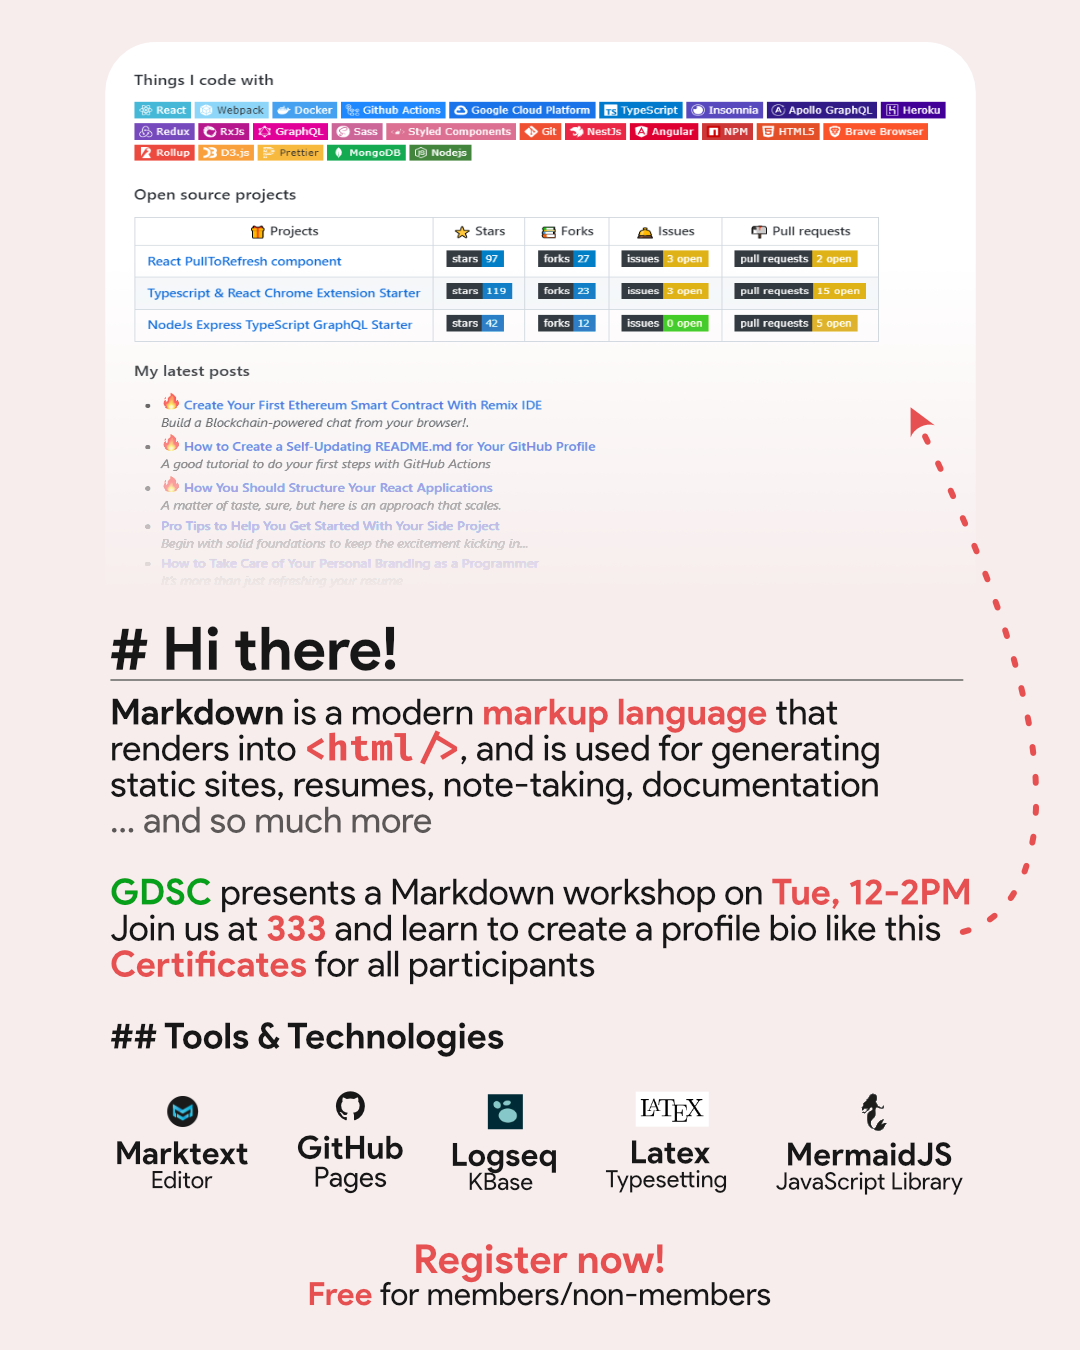 Things I code with
React Webpack Docker Github Actions Google Cloud Platform TypeScript Insomnia Apollo GraphQL Heroku
Redux RxJs GraphQL Sass Styled Components Git NestJs Angular NPM HTML5 Brave Browser
Rollup D3.js Prettier MongoDB Nodejs
Open source projects
Projects Stars Forks Issues Pull requests
React PullToRefresh component stars 97 forks 27 issues 3 open pull requests 2 open
Typescript & React Chrome Extension Starter stars 119 forks 23 issues 3 open pull requests 15 open
NodeJs Express TypeScript GraphQL Starter stars 42 forks 12 issues 0 open pull requests 5 open
My latest posts
Create Your First Ethereum Smart Contract With Remix IDE
Build a Blockchain-powered chat from your browser!.
How to Create a Self-Updating README.md for Your GitHub Profile
A good tutorial to do your first steps with GitHub Actions
How You Should Structure Your React Applications
A matter of taste, sure, but here is an approach that scales.
Pro Tips to Help You Get Started With Your Side Project
Begin with solid foundations to keep the excitement kicking in...
How to Take Care of Your Personal Branding as a Programmer
It's more than just refreshing your resume
# Hi there!
Markdown is a modern markup language that
renders into <html />, and is used for generating
static sites, resumes, note-taking, documentation
... and so much more
GDSC presents a Markdown workshop on Tue, 12-2PM
Join us at 333 and learn to create a profile bio like this
Certificates for all participants
## Tools & Technologies
LATEX
Marktext GitHub Logseq Latex MermaidJS
Editor Pages KBase Typesetting JavaScript Library
Register now!
Free for members/non-members